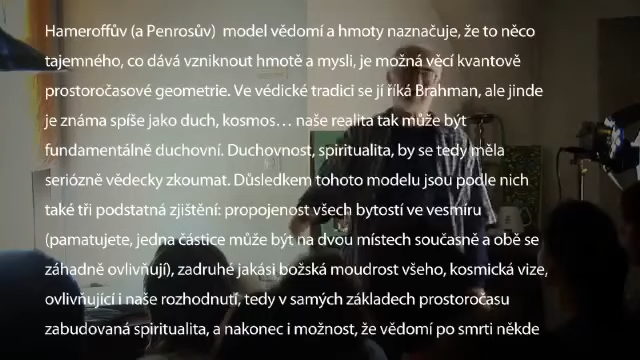 Hameroffův (a Penrosův)  model vědomí a hmoty naznačuje, že to něco
tajemného, co dává vzniknout hmotě a mysli, je možná věcí kvantově
prostoročasové geometrie. Ve védické tradici se jí říká Brahman, ale jinde
je známa spíše jako duch, kosmos… naše realita tak může být
fundamentálně duchovní. Duchovnost, spiritualita, by se tedy měla
seriózně vědecky zkoumat. Důsledkem tohoto modelu jsou podle nich
také tři podstatná zjištění: propojenost všech bytostí ve vesmíru
(pamatujete, jedna částice může být na dvou místech současně a obě se
záhadně ovlivňují), zadruhé jakási božská moudrost všeho, kosmická vize,
ovlivňující i naše rozhodnutí, tedy v samých základech prostoročasu
zabudovaná spiritualita, a nakonec i možnost, že vědomí po smrti někde